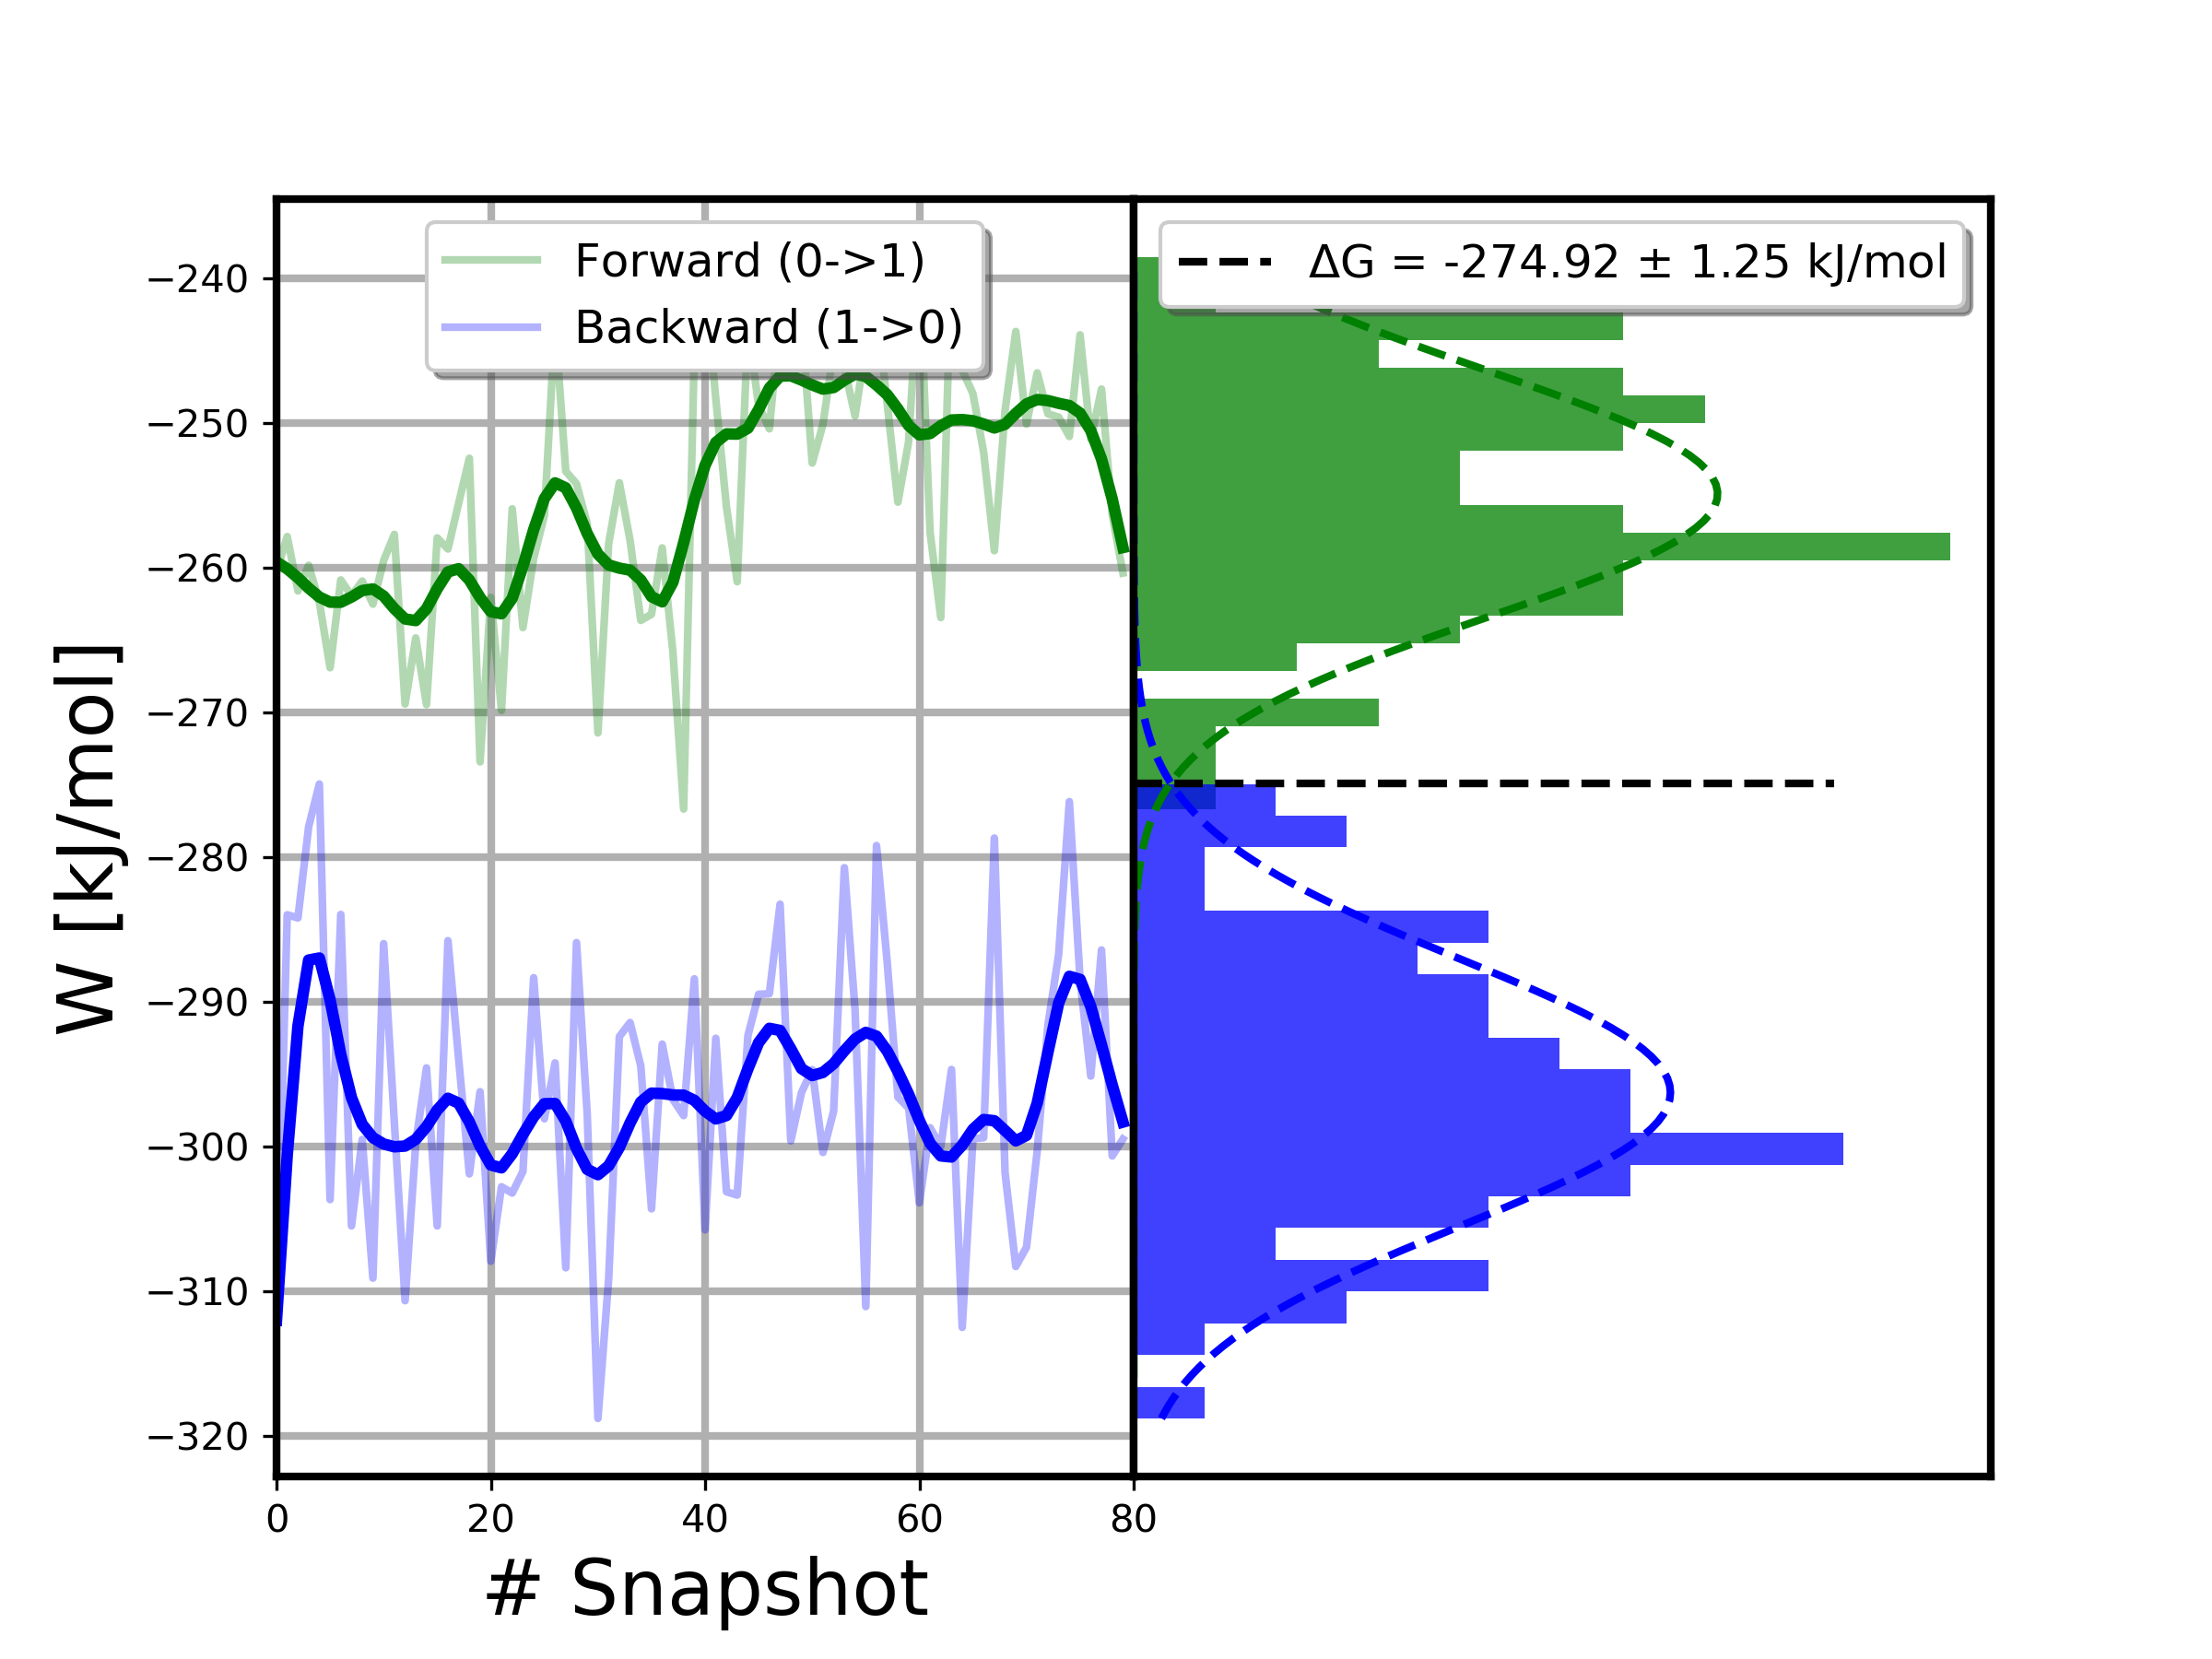 Forward (0->1)
Backward (1->0)
ΔG = -274.92 ± 1.25 kJ/mol
W [kJ/mol]
−240
−250
−260
−270
−280
−290
−300
−310
−320
0 20 40 60 80
# Snapshot